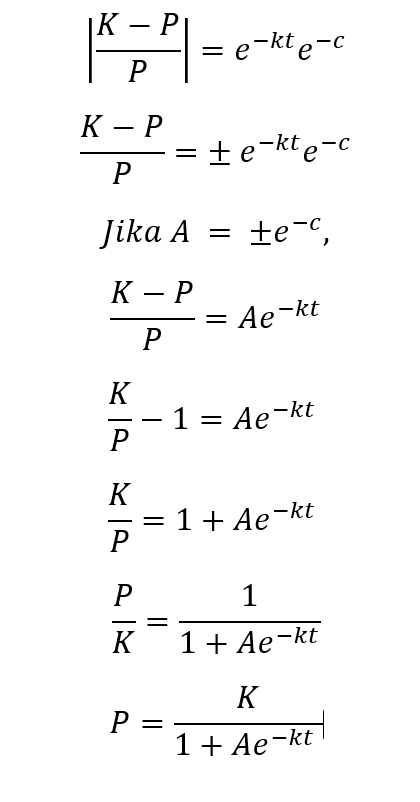 |(K − P)/P| = e^{−kt}e^{−c}
(K − P)/P = ± e^{−kt}e^{−c}
Jika A = ±e^{−c},
(K − P)/P = Ae^{−kt}
K/P − 1 = Ae^{−kt}
K/P = 1 + Ae^{−kt}
P/K = 1/(1 + Ae^{−kt})
P = K/(1 + Ae^{−kt})